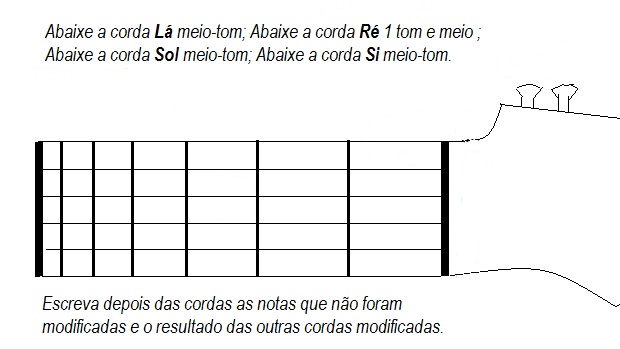 Abaixe a corda Lá meio-tom; Abaixe a corda Ré 1 tom e meio ;
Abaixe a corda Sol meio-tom; Abaixe a corda Si meio-tom.
Escreva depois das cordas as notas que não foram
modificadas e o resultado das outras cordas modificadas.